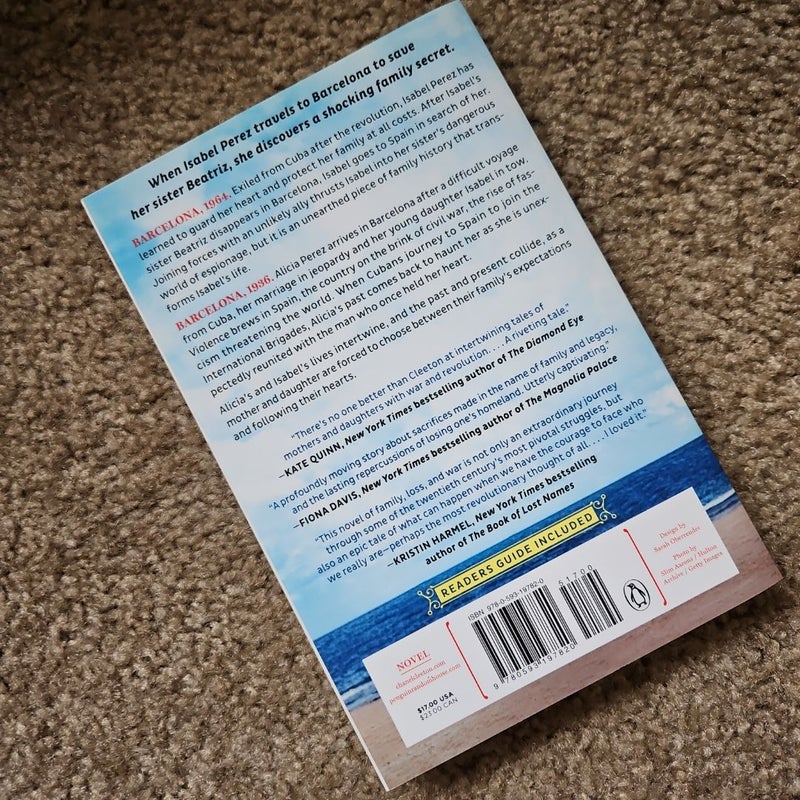 When Isabel Perez travels to Barcelona to save
her sister Beatriz, she discovers a shocking family secret.
BARCELONA, 1964. Exiled from Cuba after the revolution, Isabel Perez has
learned to guard her heart and protect her family at all costs. After Isabel's
sister Beatriz disappears in Barcelona, Isabel goes to Spain in search of her.
Joining forces with an unlikely ally thrusts Isabel into her sister's dangerous
world of espionage, but it is an unearthed piece of family history that trans-
forms Isabel's life.
BARCELONA, 1936. Alicia Perez arrives in Barcelona after a difficult voyage
from Cuba, her marriage in jeopardy and her young daughter Isabel in tow.
Violence brews in Spain, the country on the brink of civil war, the rise of fas-
cism threatening the world. When Cubans journey to Spain to join the
International Brigades, Alicia's past comes back to haunt her as she is unex-
pectedly reunited with the man who once held her heart.
Alicia's and Isabel's lives intertwine, and the past and present collide, as a
mother and daughter are forced to choose between their family's expectations
and following their hearts.
"There's no one better than Cleeton at intertwining tales of
mothers and daughters with war and revolution. . . . A riveting tale."
—KATE QUINN, New York Times bestselling author of The Diamond Eye
"A profoundly moving story about sacrifices made in the name of family and legacy,
and the lasting repercussions of losing one's homeland. Utterly captivating."
—FIONA DAVIS, New York Times bestselling author of The Magnolia Palace
"This novel of family, loss, and war is not only an extraordinary journey
through some of the twentieth century's most pivotal struggles, but
also an epic tale of what can happen when we have the courage to face who
we really are—perhaps the most revolutionary thought of all. . . . I loved it."
—KRISTIN HARMEL, New York Times bestselling
author of The Book of Lost Names
READERS GUIDE INCLUDED
NOVEL
chanelcleeton.com
penguinrandomhouse.com
$17.00 USA
$23.00 CAN
ISBN 978-0-593-19782-0
51700
9 780593 197820
Design by
Sarah Oberrender
Photo by
Slim Aarons / Hulton
Archive / Getty Images